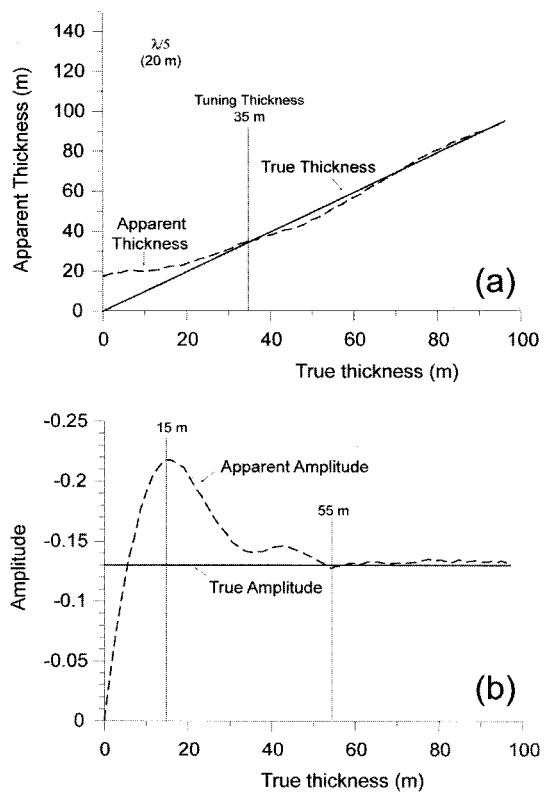 140
120
100
80
60
40
20
0
Apparent Thickness (m)
λ/5
(20 m)
Tuning Thickness
35 m
True Thickness
Apparent
Thickness
(a)
0 20 40 60 80 100
True thickness (m)
-0.25
-0.2
-0.15
-0.1
-0.05
0
Amplitude
15 m
Apparent Amplitude
55 m
True Amplitude
(b)
0 20 40 60 80 100
True thickness (m)